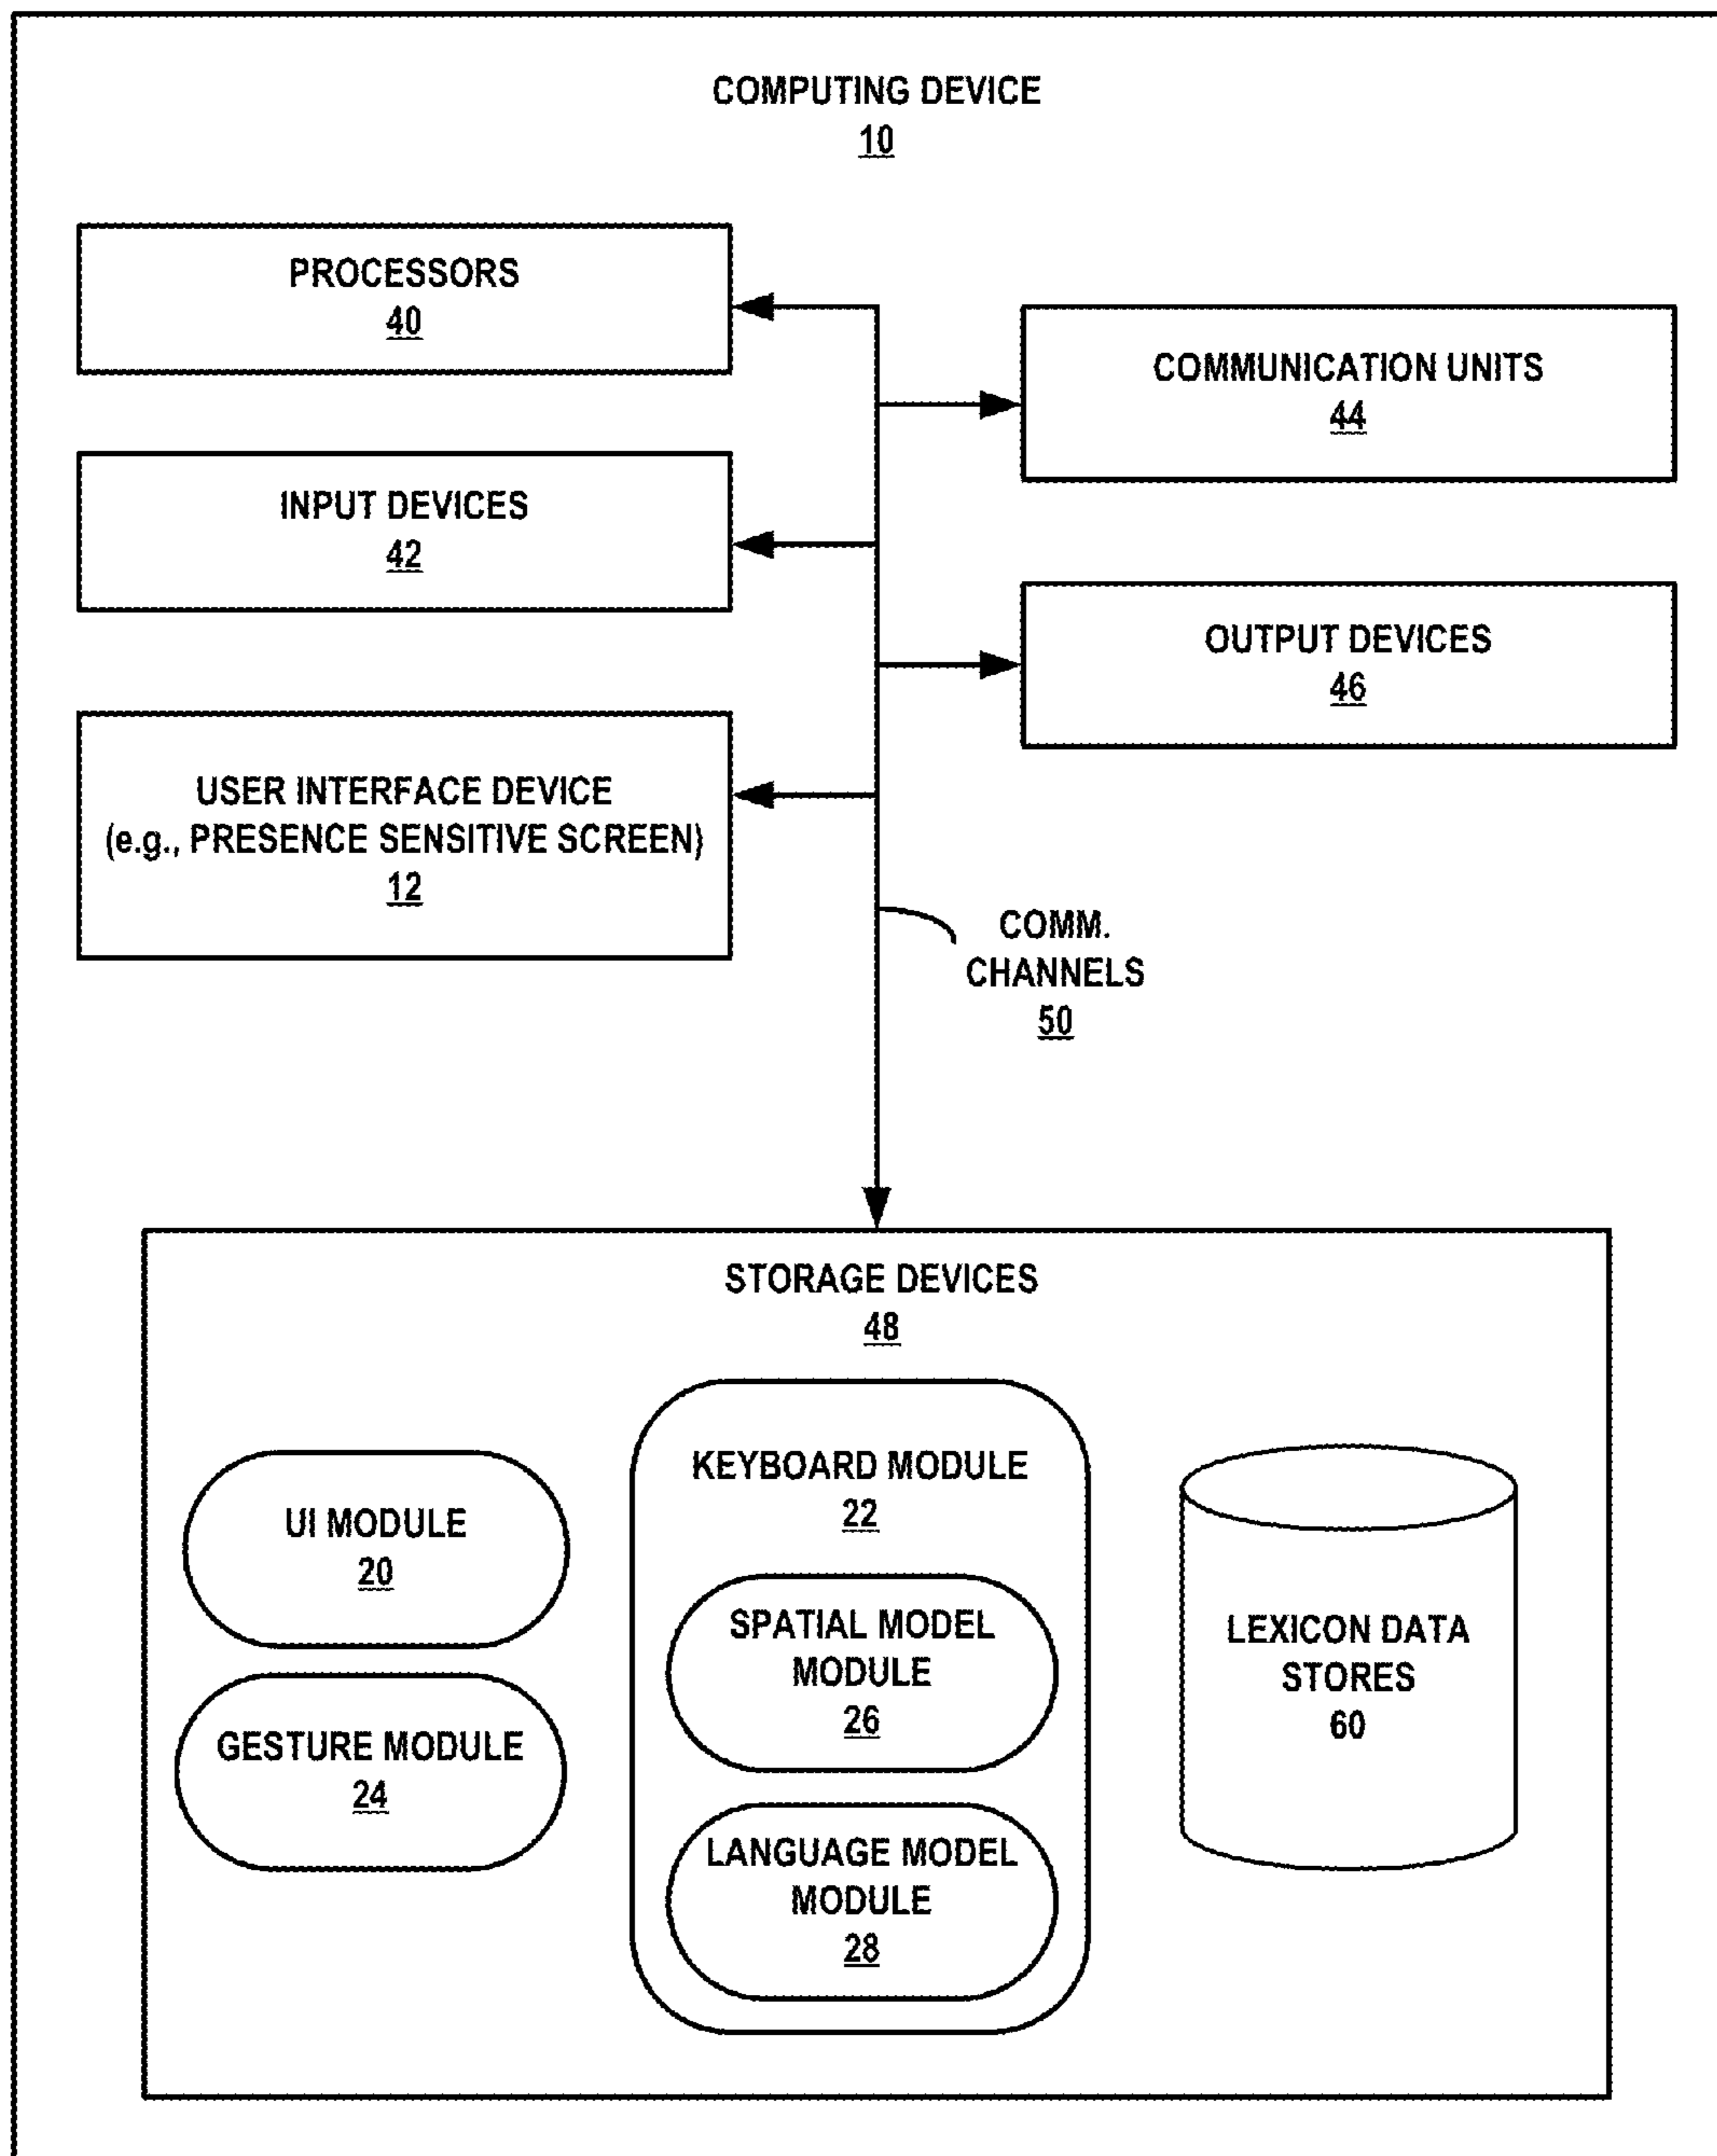 COMPUTING DEVICE
10
PROCESSORS
40
COMMUNICATION UNITS
44
INPUT DEVICES
42
OUTPUT DEVICES
46
USER INTERFACE DEVICE
(e.g., PRESENCE SENSITIVE SCREEN)
12
COMM.
CHANNELS
50
STORAGE DEVICES
48
UI MODULE
20
GESTURE MODULE
24
KEYBOARD MODULE
22
SPATIAL MODEL
MODULE
26
LANGUAGE MODEL
MODULE
28
LEXICON DATA
STORES
60